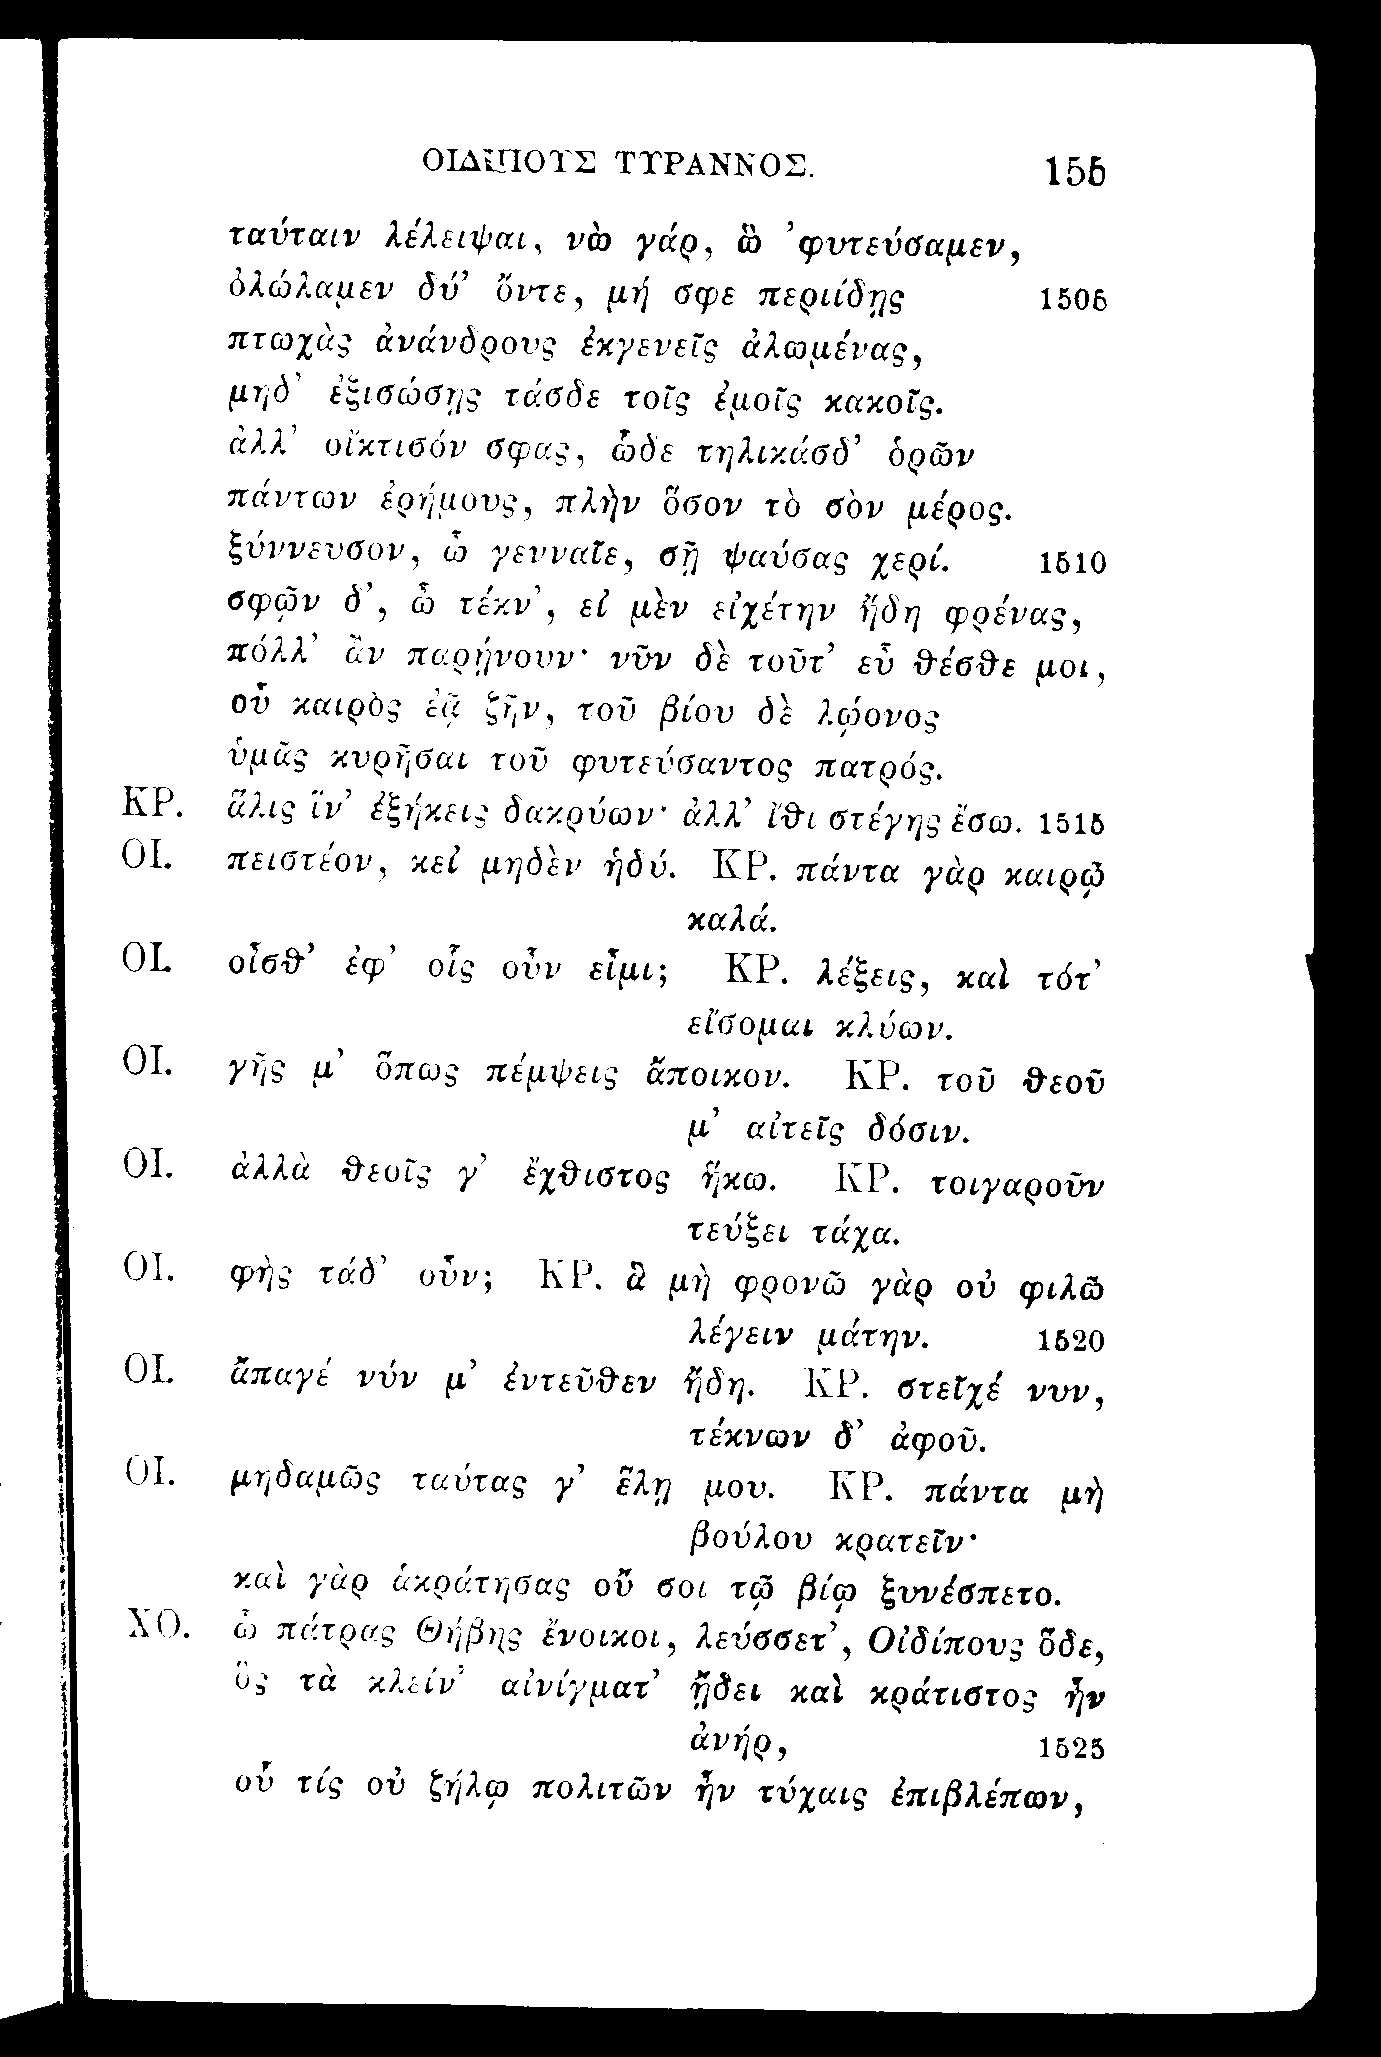 ΟΙΔΙΠΟΥΣ ΤΥΡΑΝΝΟΣ. 155
ταύταιν λέλειψαι, νὼ γάρ, ὣ 'φυτεύσαμεν,
ὀλώλαμεν δύ' ὄντε, μή σφε περιίδῃς 1505
πτωχὰς ἀνάνδρους ἐκγενεῖς ἀλωμένας,
μηδ' ἐξισώσῃς τάσδε τοῖς ἐμοῖς κακοῖς.
ἀλλ' οἴκτισόν σφας, ὧδε τηλικάσδ' ὁρῶν
πάντων ἐρήμους, πλὴν ὅσον τὸ σὸν μέρος.
ξύννευσον, ὦ γενναῖε, σῇ ψαύσας χερί. 1510
σφῷν δ', ὦ τέκν', εἰ μὲν εἰχέτην ἤδη φρένας,
πόλλ' ἂν παρῄνουν· νῦν δὲ τοῦτ' εὖ θέσθε μοι,
οὗ καιρὸς ἐᾷ ζῆν, τοῦ βίου δὲ λῴονος
ὑμᾶς κυρῆσαι τοῦ φυτεύσαντος πατρός.
ΚΡ. ἅλις ἵν' ἐξήκεις δακρύων· ἀλλ' ἴθι στέγης ἔσω. 1515
ΟΙ. πειστέον, κεἰ μηδὲν ἡδύ. ΚΡ. πάντα γὰρ καιρῷ
καλά.
ΟΙ. οἶσθ' ἐφ' οἷς οὖν εἶμι; ΚΡ. λέξεις, καὶ τότ'
εἴσομαι κλύων.
ΟΙ. γῆς μ' ὅπως πέμψεις ἄποικον. ΚΡ. τοῦ θεοῦ
μ' αἰτεῖς δόσιν.
ΟΙ. ἀλλὰ θεοῖς γ' ἔχθιστος ἥκω. ΚΡ. τοιγαροῦν
τεύξει τάχα.
ΟΙ. φῂς τάδ' οὖν; ΚΡ. ἃ μὴ φρονῶ γὰρ οὐ φιλῶ
λέγειν μάτην. 1520
ΟΙ. ἄπαγέ νύν μ' ἐντεῦθεν ἤδη. ΚΡ. στεῖχέ νυν,
τέκνων δ' ἀφοῦ.
ΟΙ. μηδαμῶς ταύτας γ' ἕλῃ μου. ΚΡ. πάντα μὴ
βούλου κρατεῖν·
καὶ γὰρ ἁκράτησας οὔ σοι τῷ βίῳ ξυνέσπετο.
ΧΟ. ὦ πάτρας Θήβης ἔνοικοι, λεύσσετ', Οἰδίπους ὅδε,
ὃς τὰ κλείν' αἰνίγματ' ᾔδει καὶ κράτιστος ἦν
ἀνήρ, 1525
οὗ τίς οὐ ζήλῳ πολιτῶν ἦν τύχαις ἐπιβλέπων,